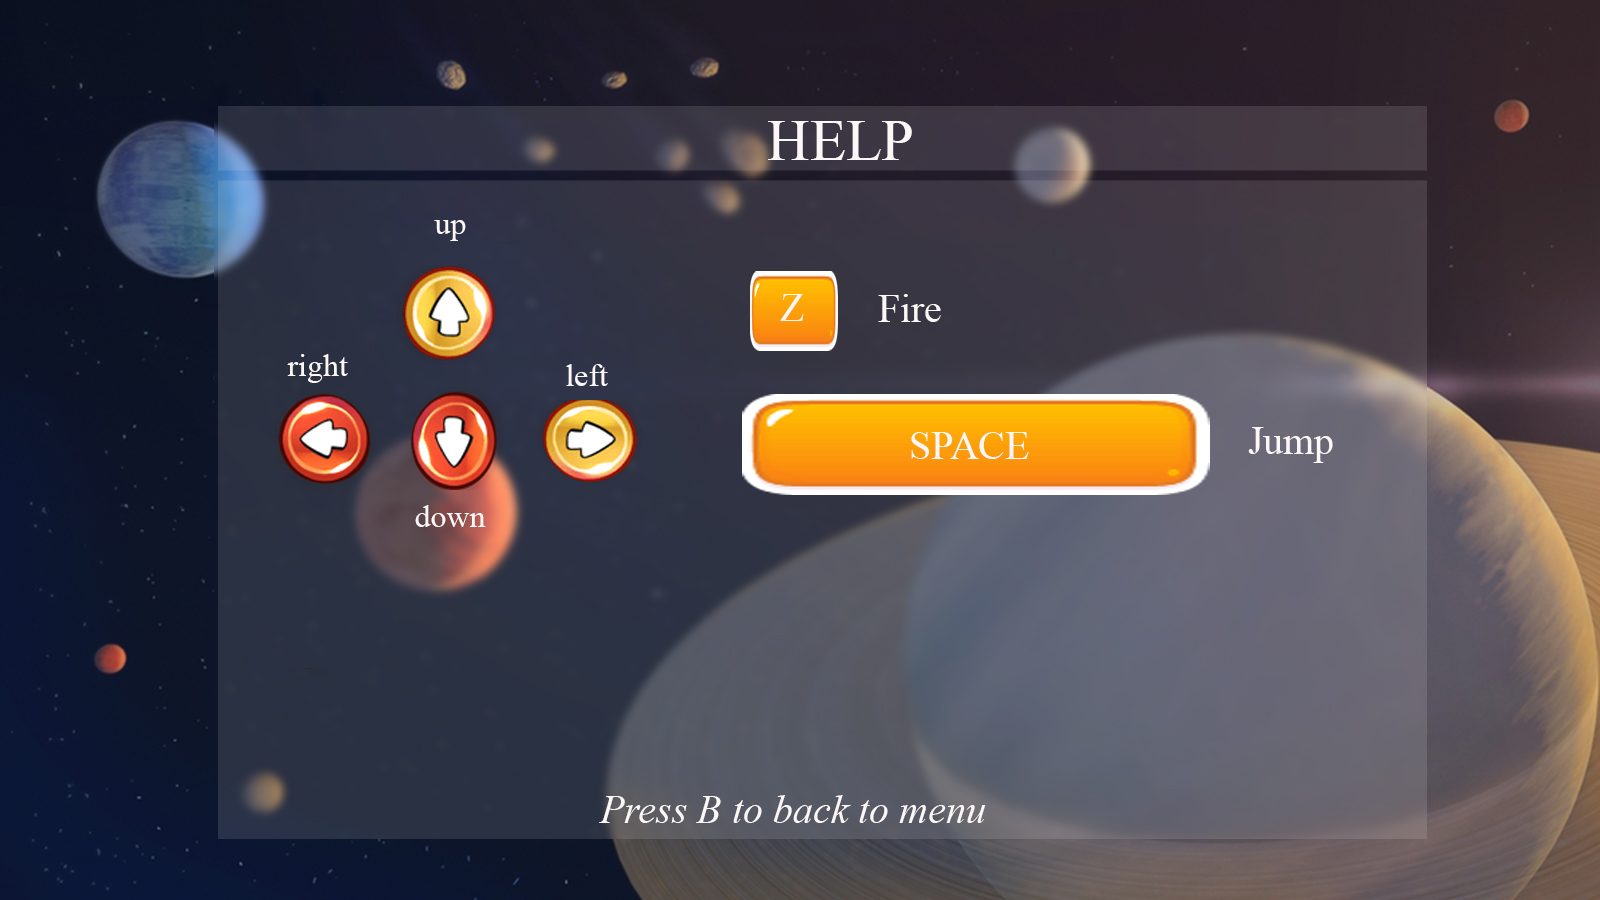 HELP
up
right
left
down
Z
Fire
SPACE
Jump
Press B to back to menu